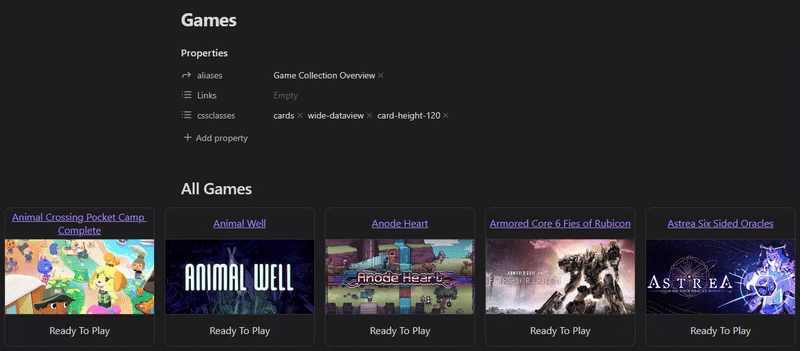 Games
Properties
aliases Game Collection Overview ×
Links Empty
cssclasses cards × wide-dataview × card-height-120 ×
+ Add property
All Games
Animal Crossing Pocket Camp
Complete
Animal Well
Anode Heart
Armored Core 6 Fies of Rubicon
Astrea Six Sided Oracles
ANIMAL WELL
Anode Heart
ARMORED CORE
FIRES OF RUBICON
ASTREA
SIX SIDED ORACLES
Ready To Play
Ready To Play
Ready To Play
Ready To Play
Ready To Play